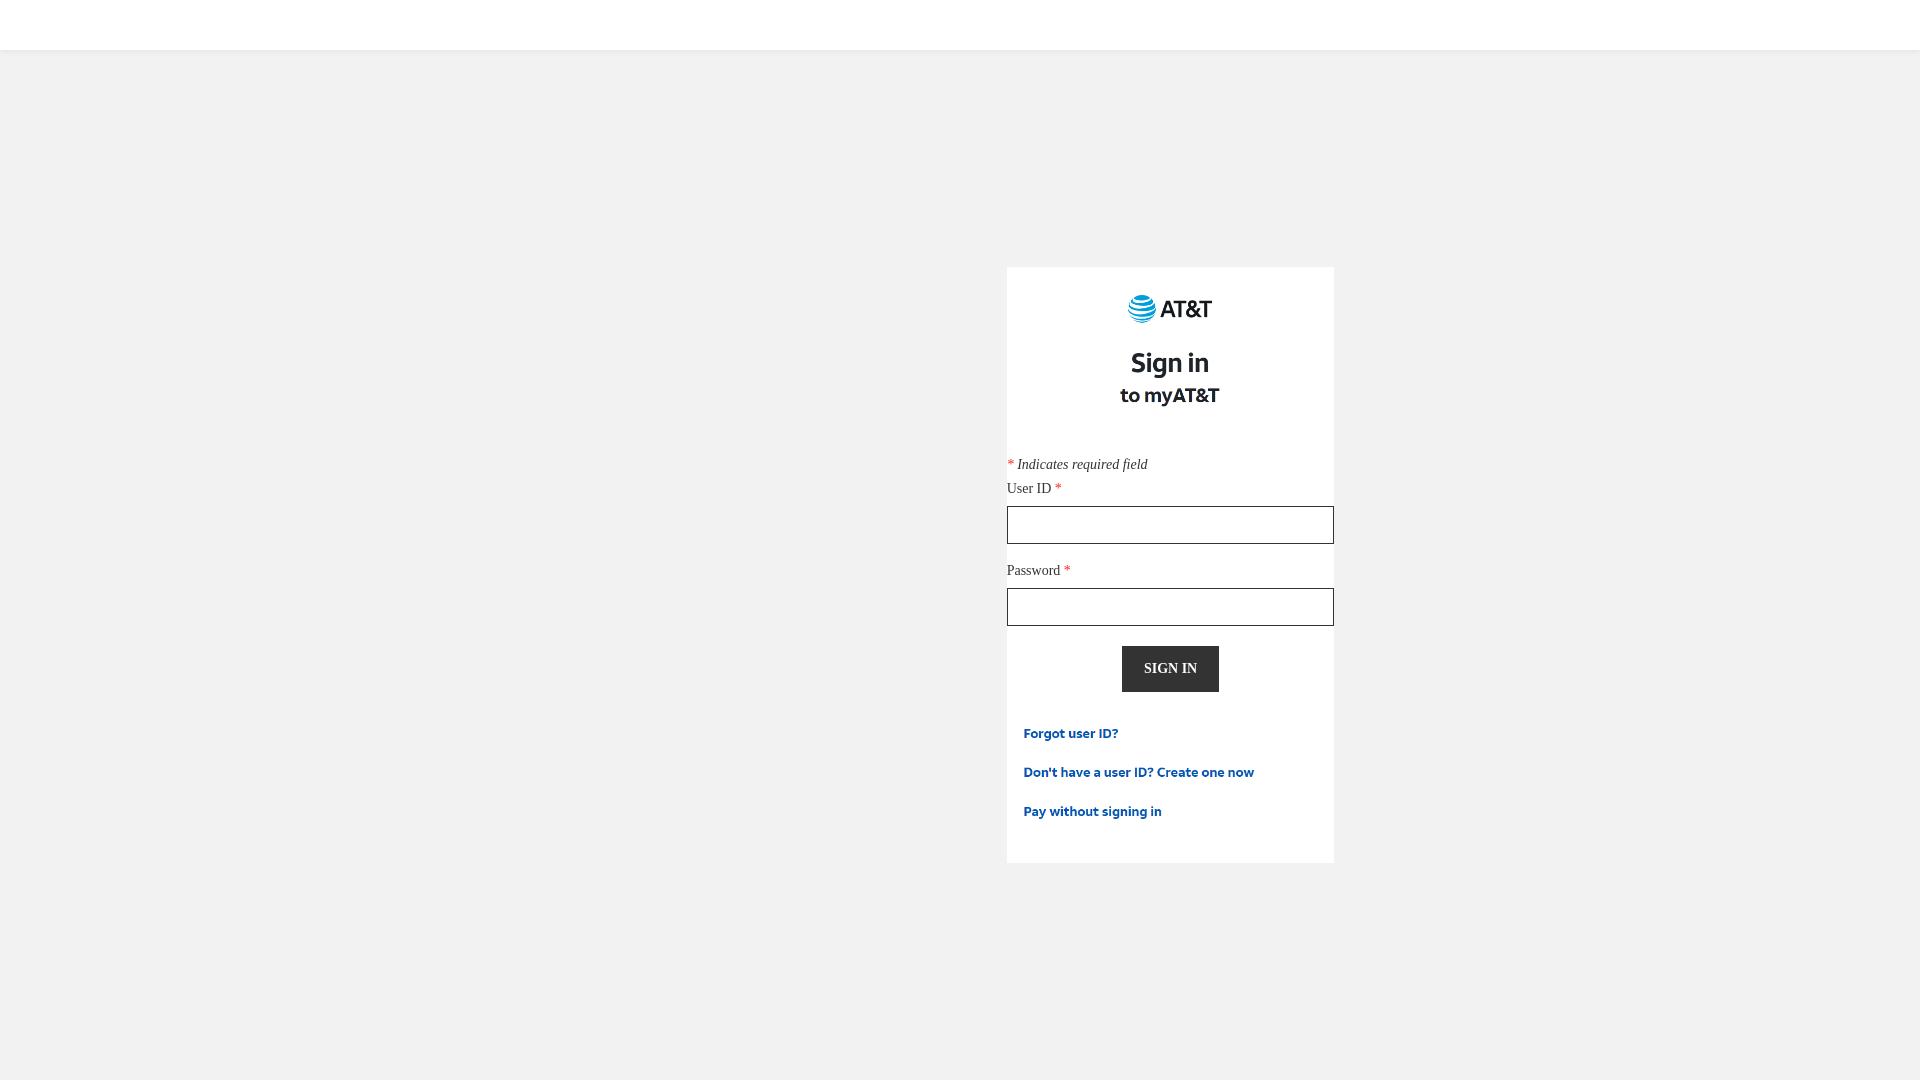 AT&T
Sign in
to myAT&T
* Indicates required field
User ID *
Password *
SIGN IN
Forgot user ID?
Don't have a user ID? Create one now
Pay without signing in